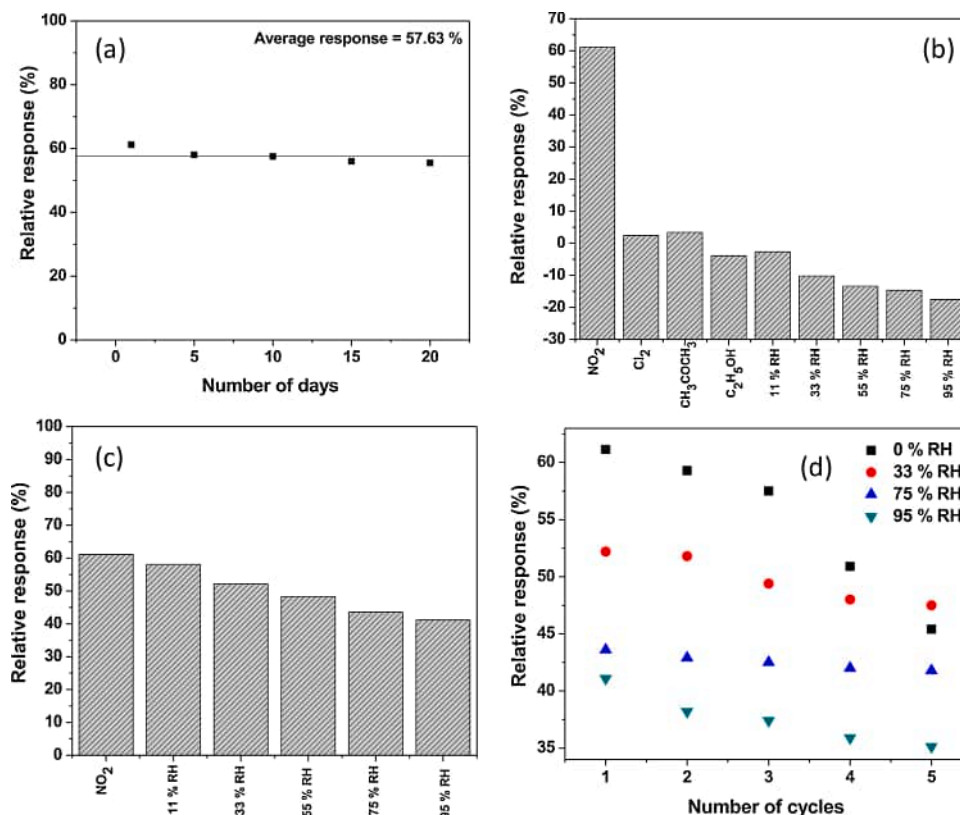 (a)
Average response = 57.63 %
Relative response (%)
100
80
60
40
20
0
0 5 10 15 20
Number of days
(b)
Relative response (%)
70
60
50
40
30
20
10
0
-10
-20
-30
NO₂
Cl₂
CH₃COCH₃
C₂H₅OH
11 % RH
33 % RH
55 % RH
75 % RH
95 % RH
(c)
Relative response (%)
100
90
80
70
60
50
40
30
20
10
0
NO₂
11 % RH
33 % RH
55 % RH
75 % RH
95 % RH
(d)
0 % RH
33 % RH
75 % RH
95 % RH
Relative response (%)
60
55
50
45
40
35
1 2 3 4 5
Number of cycles